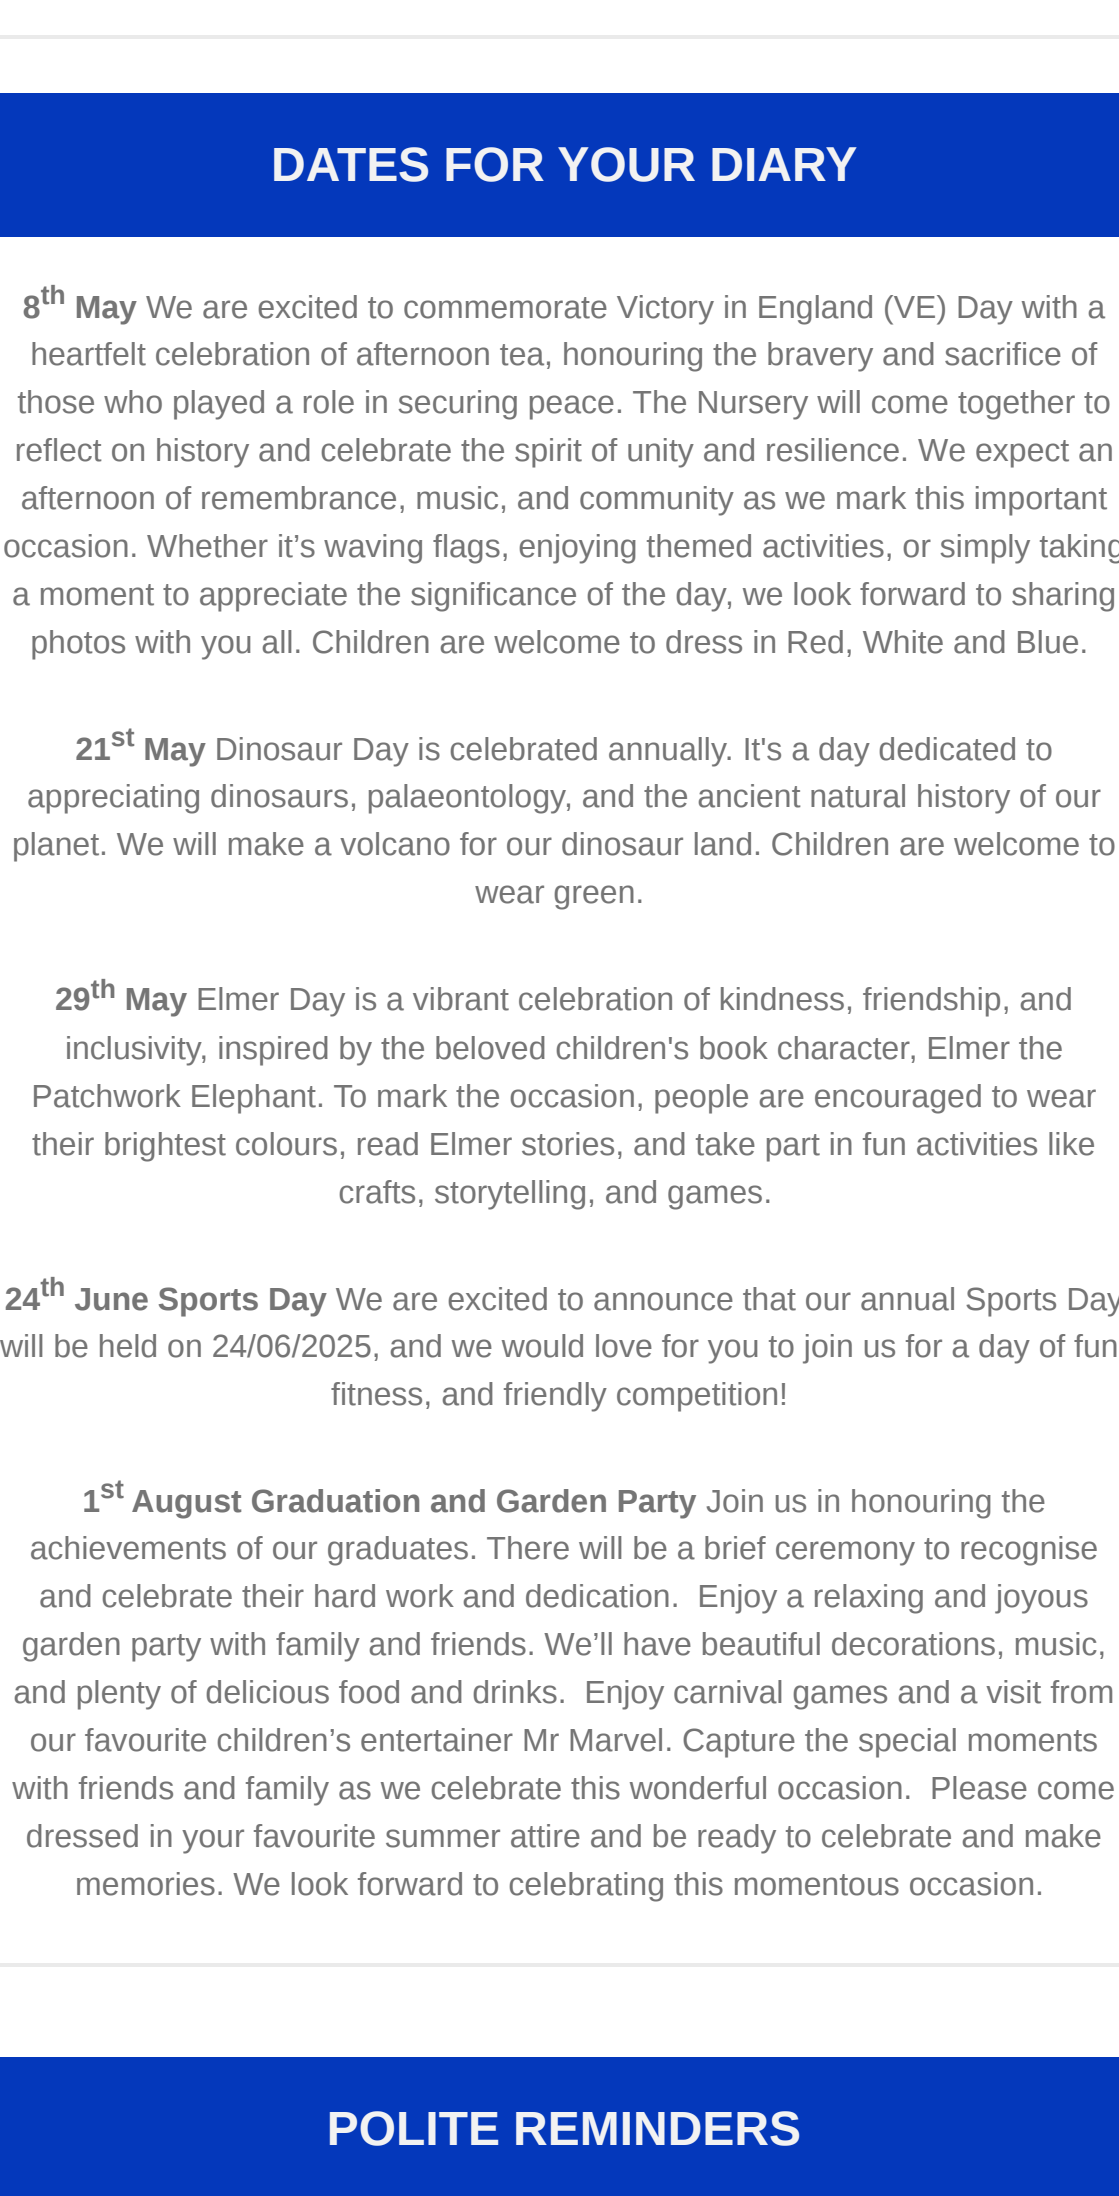 DATES FOR YOUR DIARY
8th May We are excited to commemorate Victory in England (VE) Day with a
heartfelt celebration of afternoon tea, honouring the bravery and sacrifice of
those who played a role in securing peace. The Nursery will come together to
reflect on history and celebrate the spirit of unity and resilience. We expect an
afternoon of remembrance, music, and community as we mark this important
occasion. Whether it’s waving flags, enjoying themed activities, or simply taking
a moment to appreciate the significance of the day, we look forward to sharing
photos with you all. Children are welcome to dress in Red, White and Blue.
21st May Dinosaur Day is celebrated annually. It's a day dedicated to
appreciating dinosaurs, palaeontology, and the ancient natural history of our
planet. We will make a volcano for our dinosaur land. Children are welcome to
wear green.
29th May Elmer Day is a vibrant celebration of kindness, friendship, and
inclusivity, inspired by the beloved children's book character, Elmer the
Patchwork Elephant. To mark the occasion, people are encouraged to wear
their brightest colours, read Elmer stories, and take part in fun activities like
crafts, storytelling, and games.
24th June Sports Day We are excited to announce that our annual Sports Day
will be held on 24/06/2025, and we would love for you to join us for a day of fun
fitness, and friendly competition!
1st August Graduation and Garden Party Join us in honouring the
achievements of our graduates. There will be a brief ceremony to recognise
and celebrate their hard work and dedication.  Enjoy a relaxing and joyous
garden party with family and friends. We’ll have beautiful decorations, music,
and plenty of delicious food and drinks.  Enjoy carnival games and a visit from
our favourite children’s entertainer Mr Marvel. Capture the special moments
with friends and family as we celebrate this wonderful occasion.  Please come
dressed in your favourite summer attire and be ready to celebrate and make
memories. We look forward to celebrating this momentous occasion.
POLITE REMINDERS